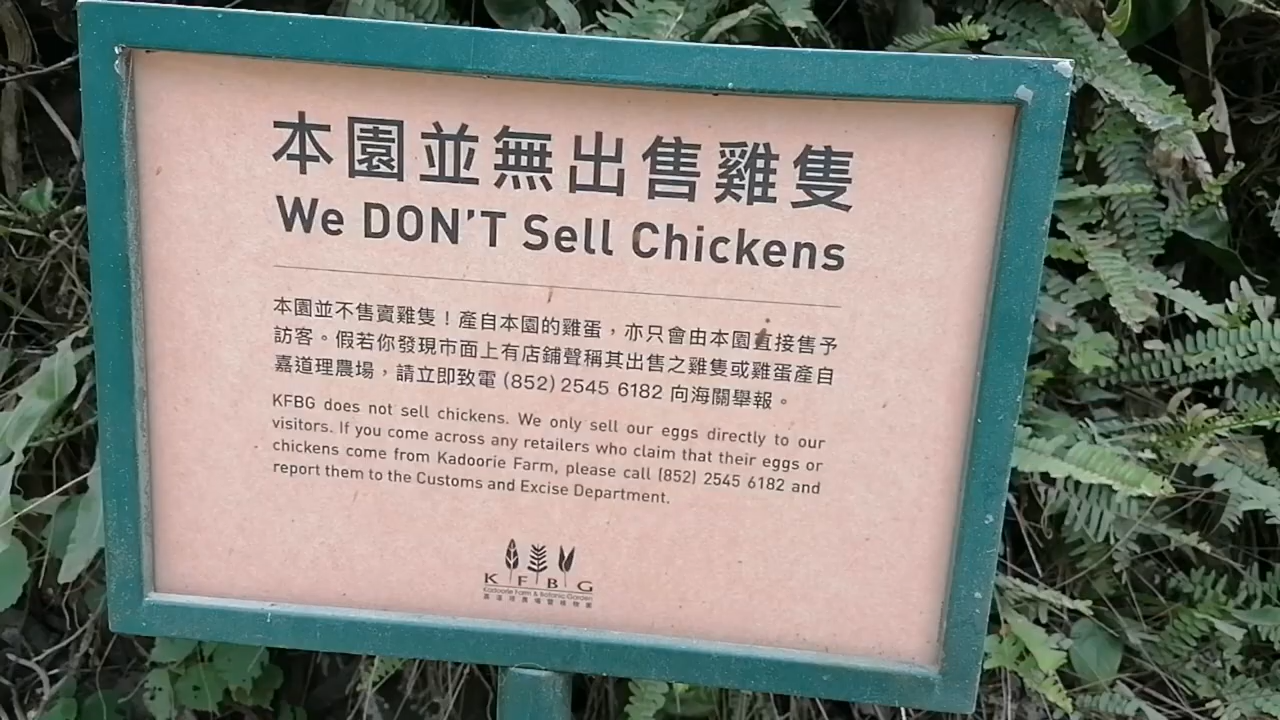 本園並無出售雞隻
We DON'T Sell Chickens
本園並不售賣雞隻！產自本園的雞蛋，亦只會由本園直接售予
訪客。假若你發現市面上有店鋪聲稱其出售之雞隻或雞蛋產自
嘉道理農場，請立即致電 (852) 2545 6182 向海關舉報。
KFBG does not sell chickens. We only sell our eggs directly to our
visitors. If you come across any retailers who claim that their eggs or
chickens come from Kadoorie Farm, please call (852) 2545 6182 and
report them to the Customs and Excise Department.
K F B G
Kadoorie Farm & Botanic Garden
嘉道理農場暨植物園